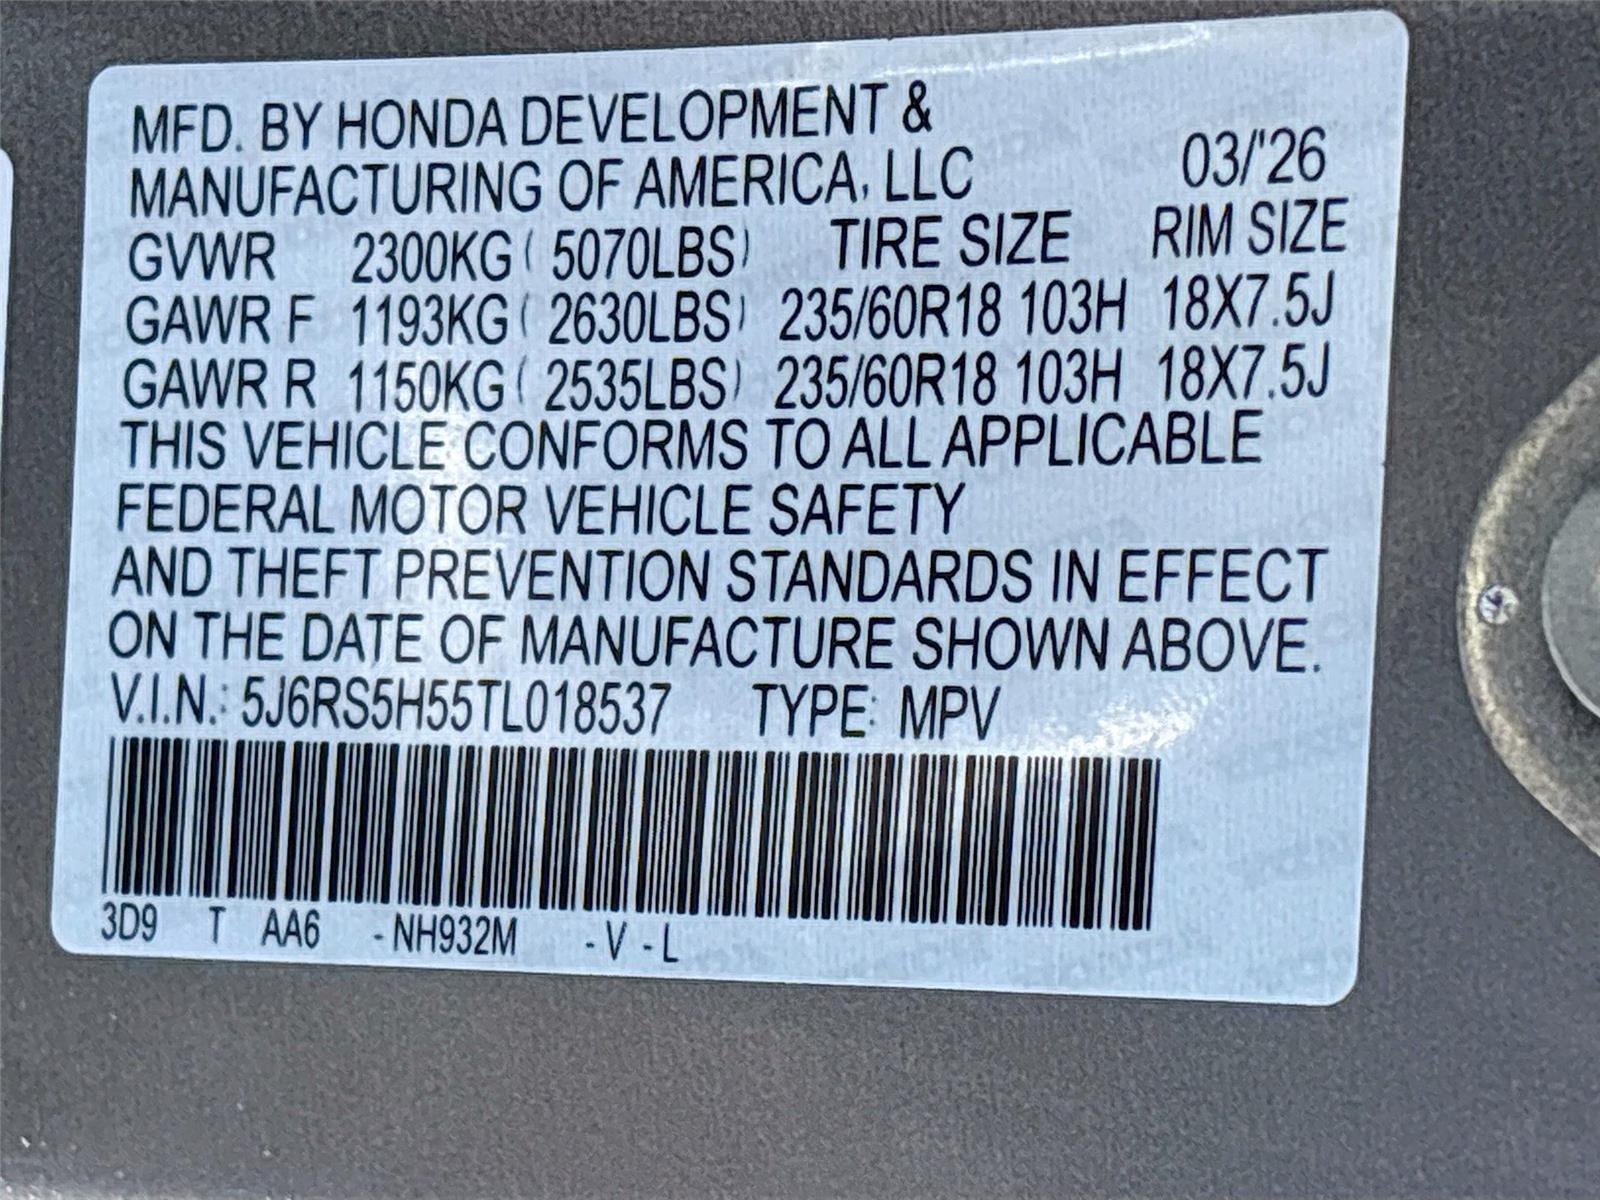 MFD. BY HONDA DEVELOPMENT &
MANUFACTURING OF AMERICA, LLC 03/'26
GVWR 2300KG ( 5070LBS) TIRE SIZE RIM SIZE
GAWR F 1193KG ( 2630LBS) 235/60R18 103H 18X7.5J
GAWR R 1150KG ( 2535LBS) 235/60R18 103H 18X7.5J
THIS VEHICLE CONFORMS TO ALL APPLICABLE
FEDERAL MOTOR VEHICLE SAFETY
AND THEFT PREVENTION STANDARDS IN EFFECT
ON THE DATE OF MANUFACTURE SHOWN ABOVE.
V.I.N.: 5J6RS5H55TL018537 TYPE: MPV
3D9 T AA6 -NH932M -V -L